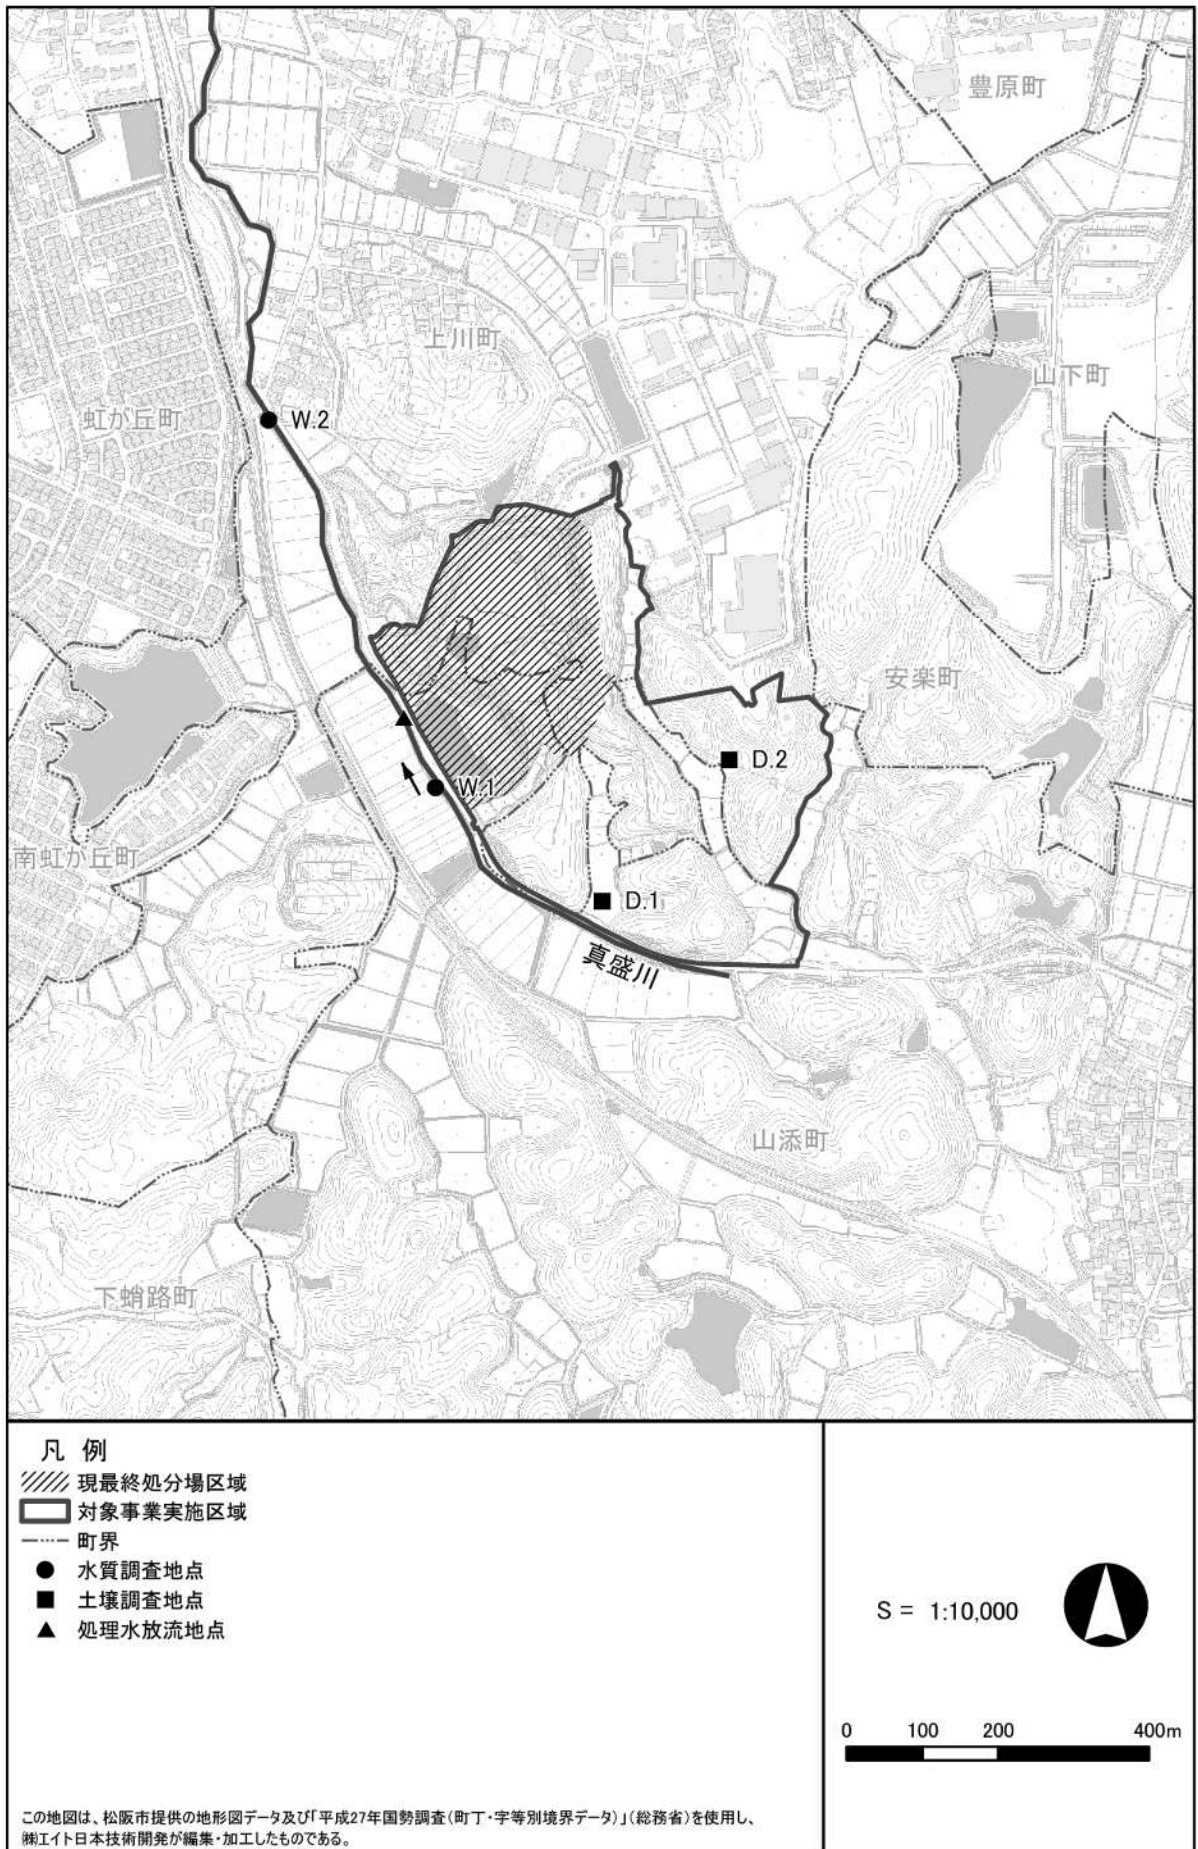 豊原町
上川町
山下町
虹が丘町
W.2
安楽町
D.2
W.1
南虹が丘町
D.1
真盛川
山添町
下蛸路町
凡 例
現最終処分場区域
対象事業実施区域
町界
水質調査地点
土壌調査地点
処理水放流地点
S = 1:10,000
0 100 200 400m
この地図は、松阪市提供の地形図データ及び「平成27年国勢調査(町丁・字等別境界データ)」(総務省)を使用し、
㈱エイト日本技術開発が編集・加工したものである。